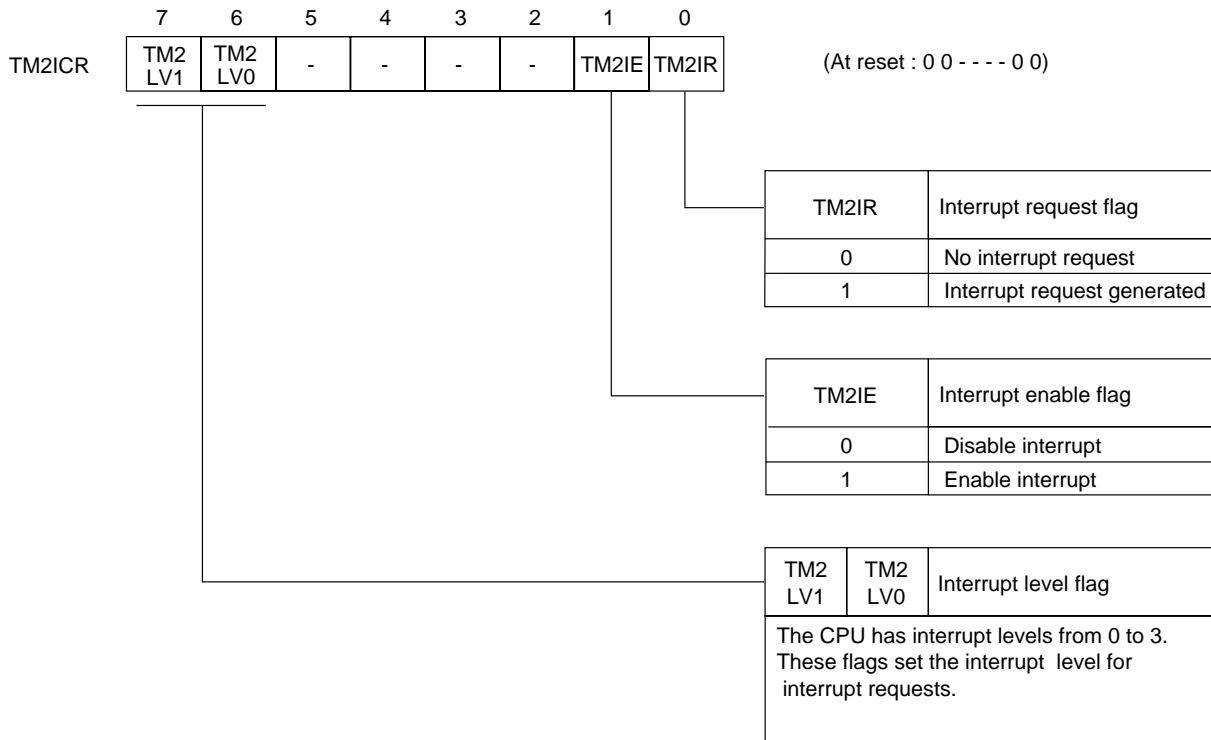 7 6 5 4 3 2 1 0
TM2ICR TM2 LV1 TM2 LV0 - - - - TM2IE TM2IR (At reset : 0 0 - - - - 0 0)
TM2IR Interrupt request flag
0 No interrupt request
1 Interrupt request generated
TM2IE Interrupt enable flag
0 Disable interrupt
1 Enable interrupt
TM2 LV1 TM2 LV0 Interrupt level flag
The CPU has interrupt levels from 0 to 3.
These flags set the interrupt level for
interrupt requests.